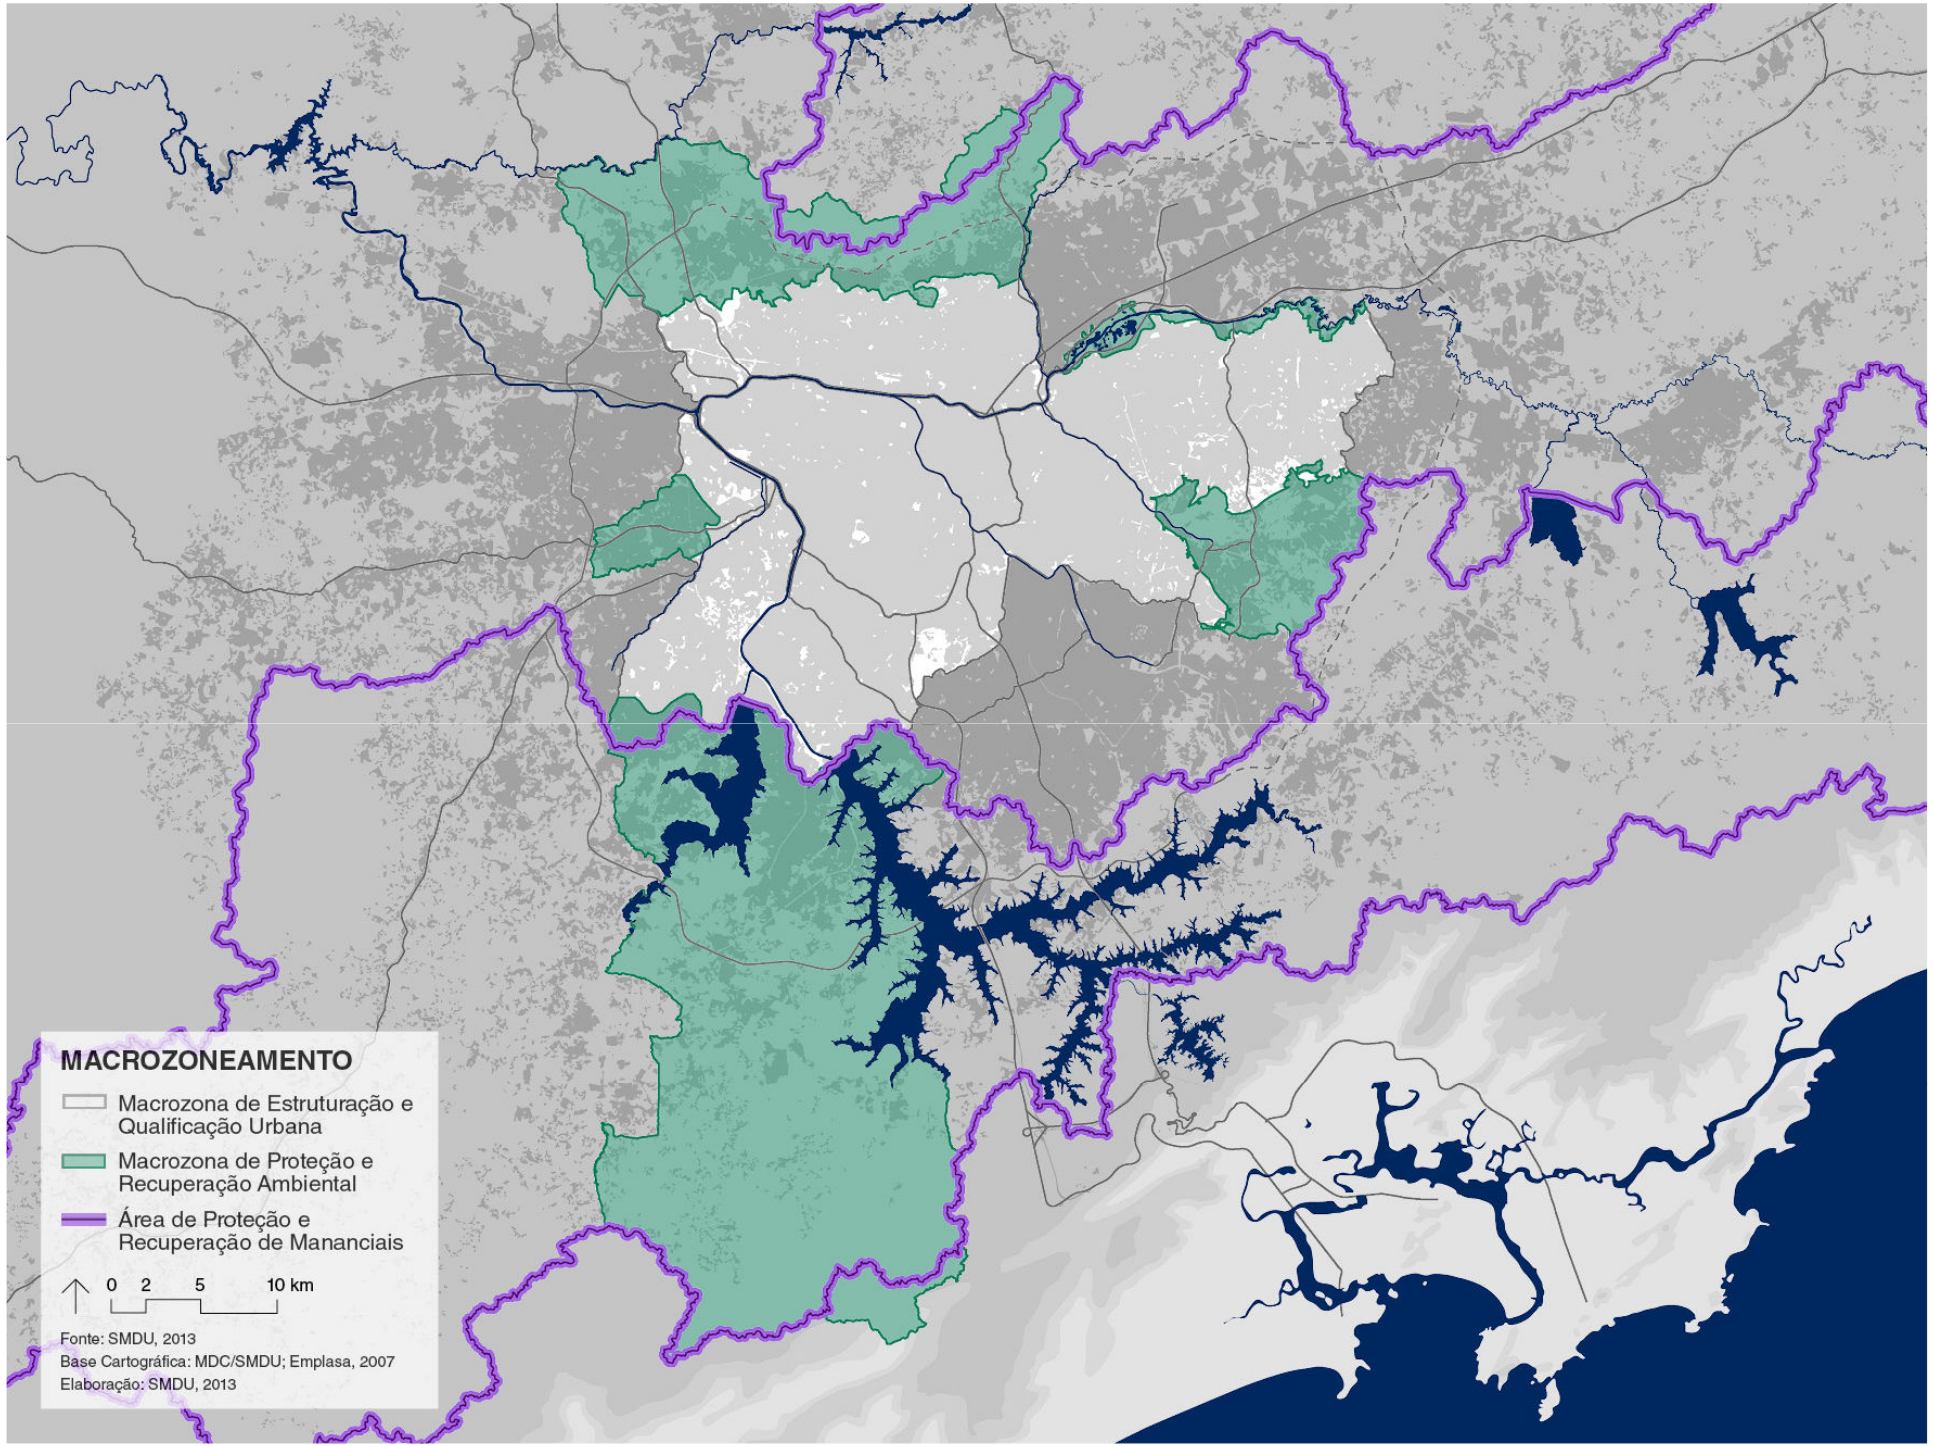 MACROZONEAMENTO
Macrozona de Estruturação e
Qualificação Urbana
Macrozona de Proteção e
Recuperação Ambiental
Área de Proteção e
Recuperação de Mananciais
0 2 5 10 km
Fonte: SMDU, 2013
Base Cartográfica: MDC/SMDU; Emplasa, 2007
Elaboração: SMDU, 2013